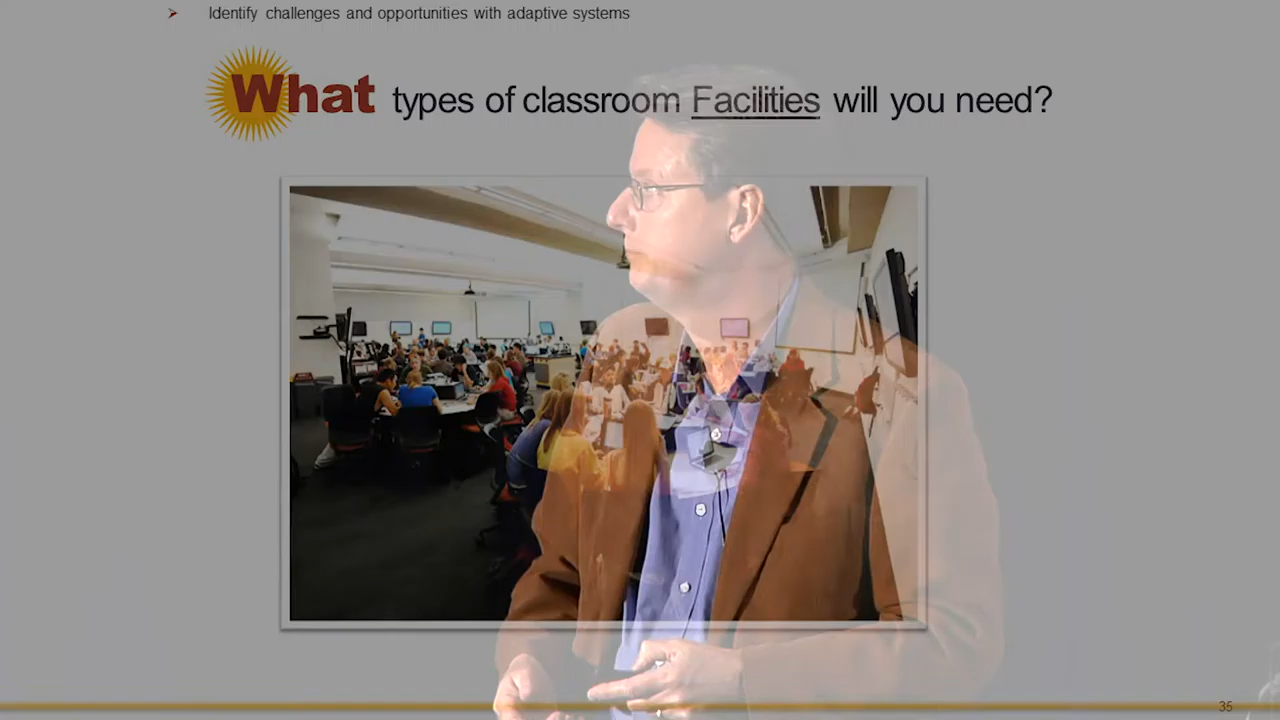 Identify challenges and opportunities with adaptive systems
What types of classroom Facilities will you need?
35